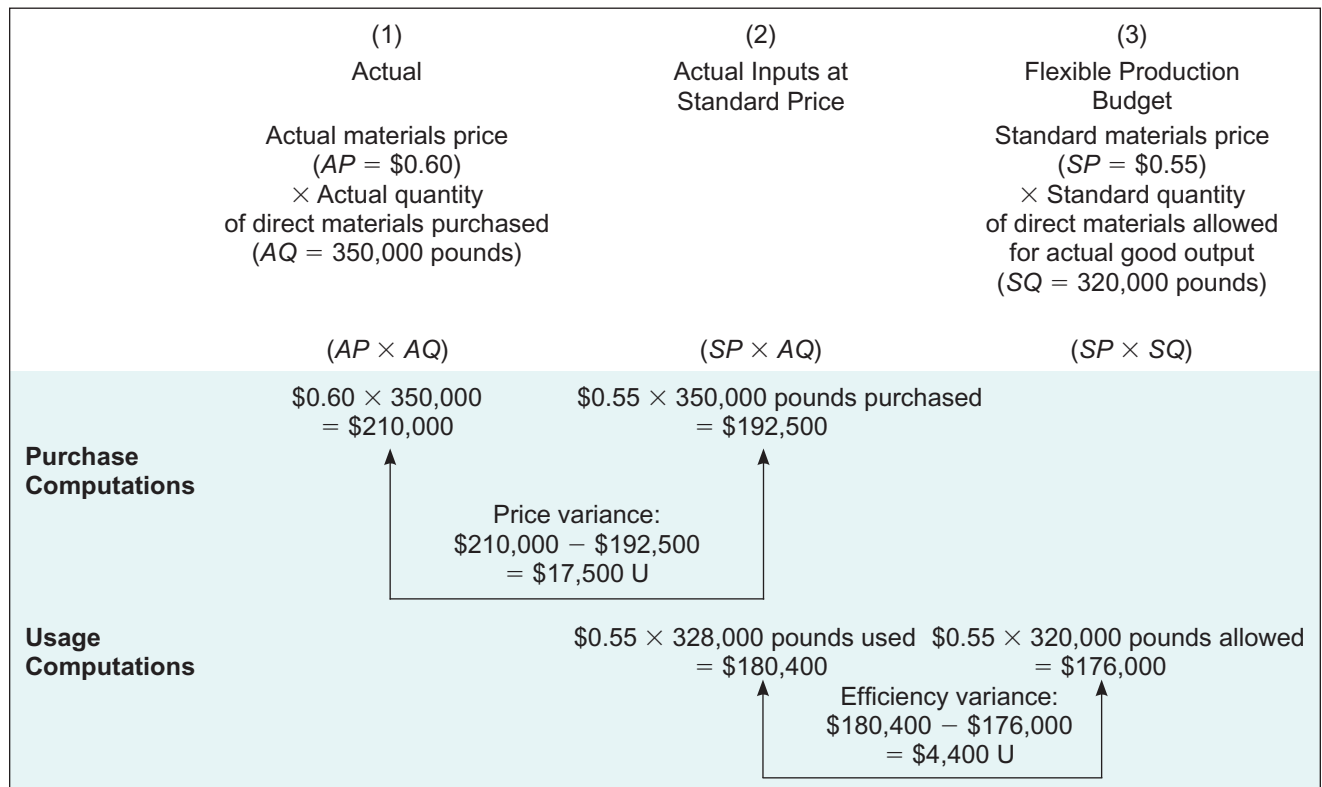 (1)
Actual
Actual materials price
(AP = $0.60)
× Actual quantity
of direct materials purchased
(AQ = 350,000 pounds)
(AP × AQ)
(2)
Actual Inputs at
Standard Price
(SP × AQ)
(3)
Flexible Production
Budget
Standard materials price
(SP = $0.55)
× Standard quantity
of direct materials allowed
for actual good output
(SQ = 320,000 pounds)
(SP × SQ)
Purchase
Computations
$0.60 × 350,000
= $210,000
$0.55 × 350,000 pounds purchased
= $192,500
Price variance:
$210,000 − $192,500
= $17,500 U
Usage
Computations
$0.55 × 328,000 pounds used
= $180,400
$0.55 × 320,000 pounds allowed
= $176,000
Efficiency variance:
$180,400 − $176,000
= $4,400 U